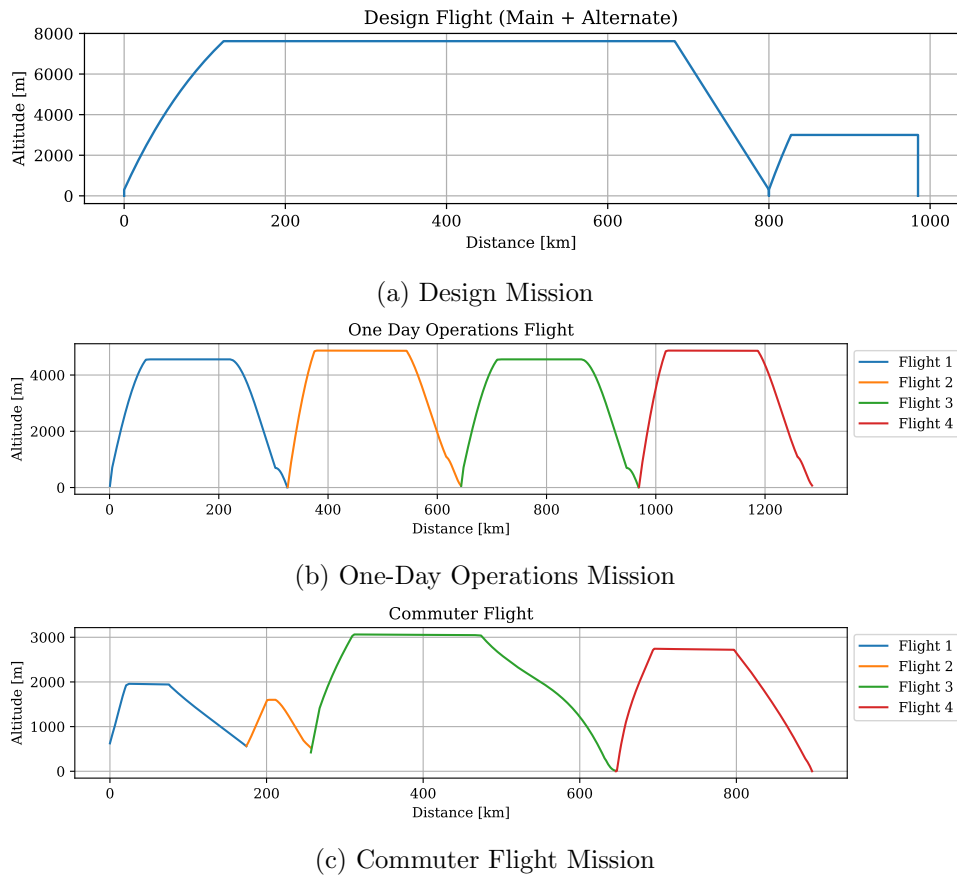 Design Flight (Main + Alternate)
8000
6000
4000
2000
0
Altitude [m]
0 200 400 600 800 1000
Distance [km]
(a) Design Mission
One Day Operations Flight
4000
2000
0
Altitude [m]
0 200 400 600 800 1000 1200
Distance [km]
Flight 1
Flight 2
Flight 3
Flight 4
(b) One-Day Operations Mission
Commuter Flight
3000
2000
1000
0
Altitude [m]
0 200 400 600 800
Distance [km]
Flight 1
Flight 2
Flight 3
Flight 4
(c) Commuter Flight Mission